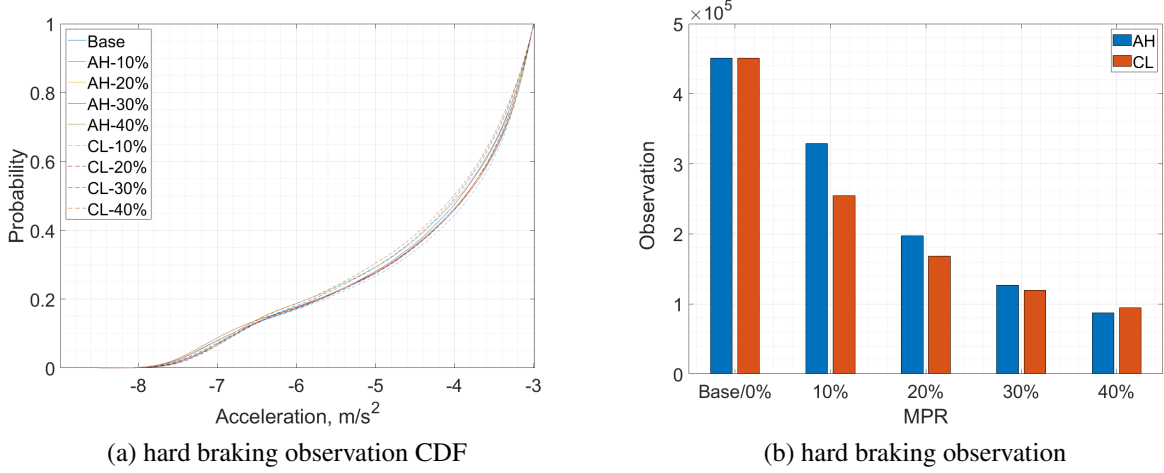 1
0.8
0.6
0.4
0.2
0
Probability
Base
AH-10%
AH-20%
AH-30%
AH-40%
CL-10%
CL-20%
CL-30%
CL-40%
-8
-7
-6
-5
-4
-3
Acceleration, m/s²
(a) hard braking observation CDF
× 10⁵
5
4
3
2
1
0
Observation
AH
CL
Base/0%
10%
20%
30%
40%
MPR
(b) hard braking observation